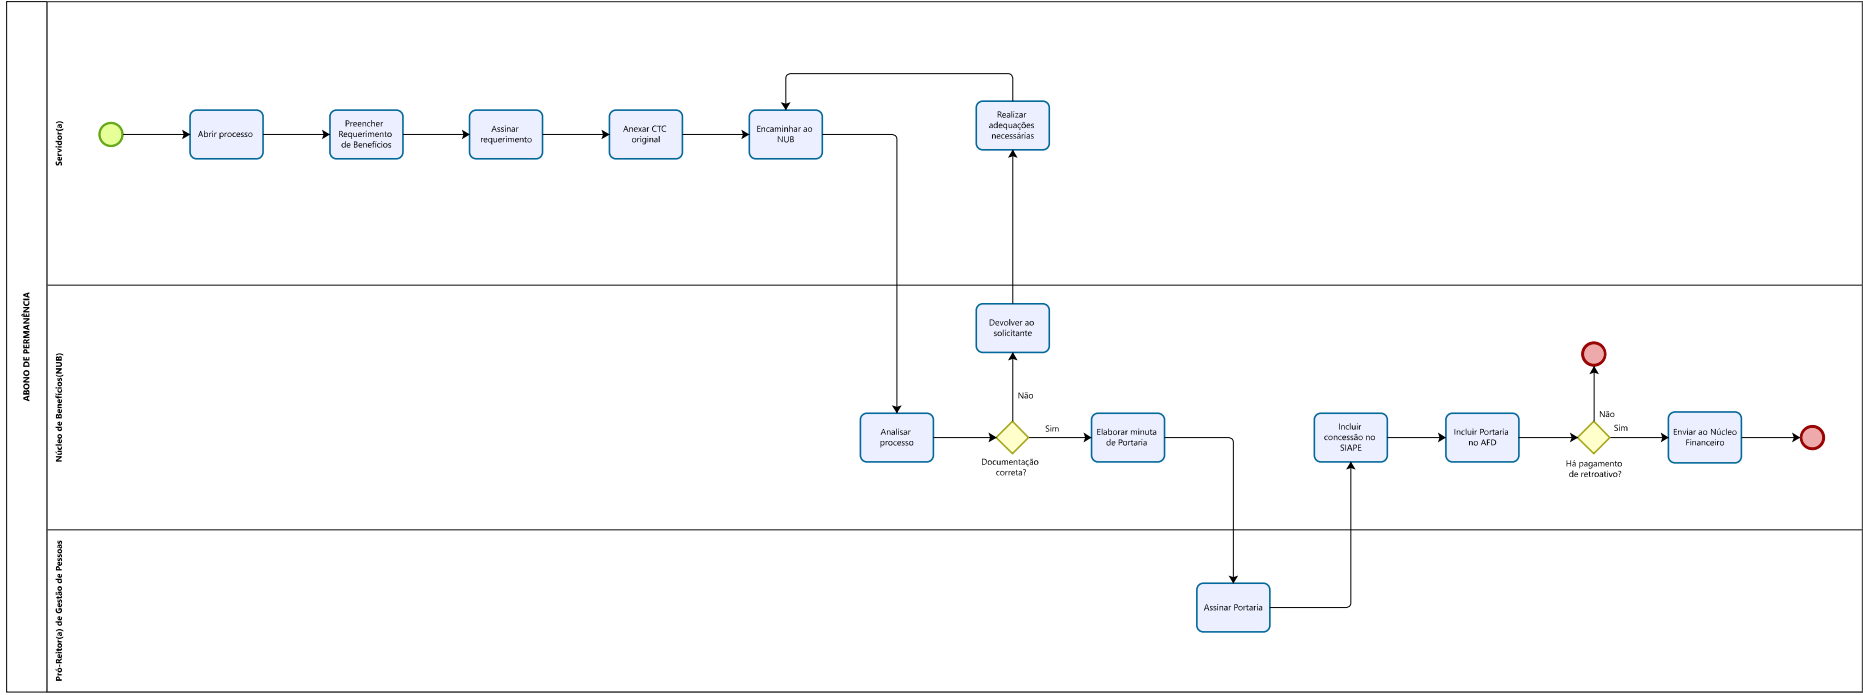 ABONO DE PERMANÊNCIA
Servidor(a)
Abrir processo
Preencher
Requerimento
de Benefícios
Assinar
requerimento
Anexar CTC
original
Encaminhar ao
NUB
Realizar
adequações
necessárias
Núcleo de Benefícios(NUB)
Devolver ao
solicitante
Não
Analisar
processo
Sim
Documentação
correta?
Elaborar minuta
de Portaria
Incluir
concessão no
SIAPE
Incluir Portaria
no AFD
Não
Sim
Há pagamento
de retroativo?
Enviar ao Núcleo
Financeiro
Pró-Reitor(a) de Gestão de Pessoas
Assinar Portaria